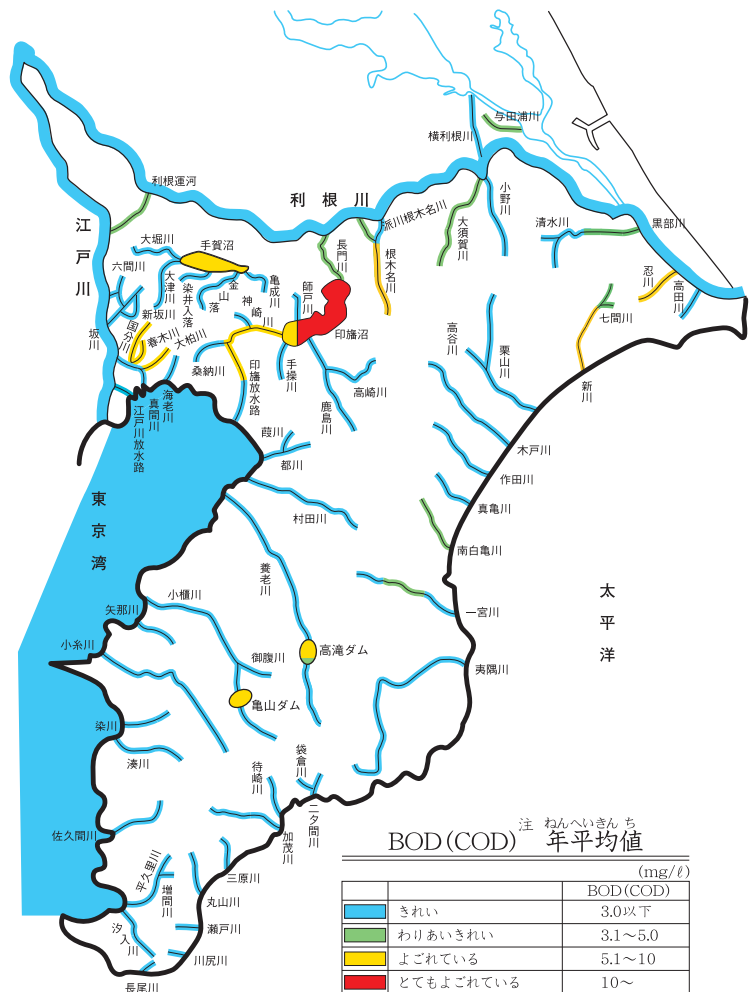 与田浦川
横利根川
利根運河
利根川
派川根木名川
小野川
大須賀川
清水川
黒部川
江戸川
大堀川
手賀沼
長門川
根木名川
六間川
大津川
染井入落
金山落
亀成川
神崎川
師戸川
忍川
高田川
七間川
坂川
国分川
新坂川
春木川
大柏川
印旛沼
高谷川
栗山川
桑納川
印旛放水路
手操川
高崎川
鹿島川
新川
海老川
真間川
江戸川放水路
葭川
都川
木戸川
作田川
東京湾
村田川
真亀川
南白亀川
養老川
太平洋
小櫃川
矢那川
一宮川
小糸川
御腹川
高滝ダム
夷隅川
亀山ダム
染川
湊川
袋倉川
待崎川
二タ間川
佐久間川
加茂川
平久里川
増間川
三原川
丸山川
汐入川
瀬戸川
川尻川
長尾川
注 ねんへいきんち
BOD(COD) 年平均値
(mg/ℓ)
BOD(COD)
きれい 3.0以下
わりあいきれい 3.1〜5.0
よごれている 5.1〜10
とてもよごれている 10〜